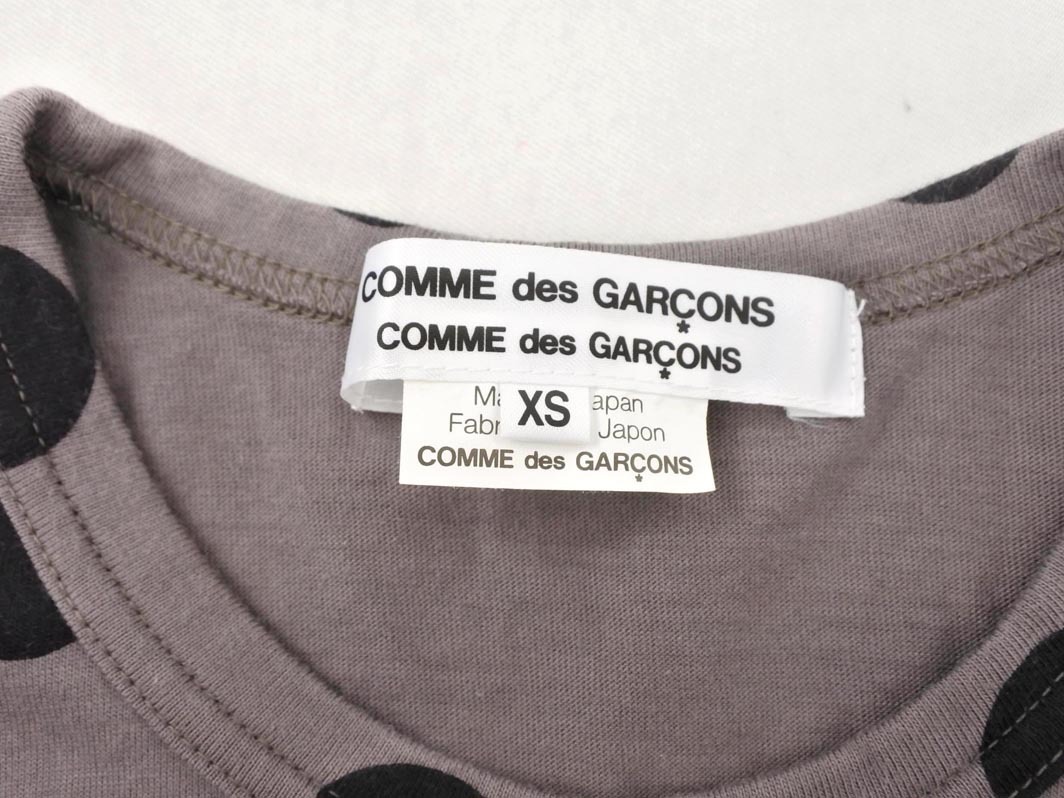 COMME des GARÇONS
COMME des GARÇONS
XS
Ma apan
Fabr Japon
COMME des GARÇONS